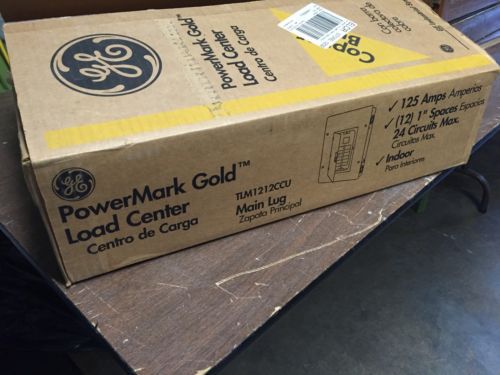 GE
PowerMark Gold™
Load Center
Centro de Carga
Cop
GE
PowerMark Gold™
Load Center
Centro de Carga
TLM1212CCU
Main Lug
Zapata Principal
✓ 125 Amps Amperios
✓ (12) 1" Spaces Espacios
24 Circuits Max.
Circuitos Max.
✓ Indoor
Para Interiores